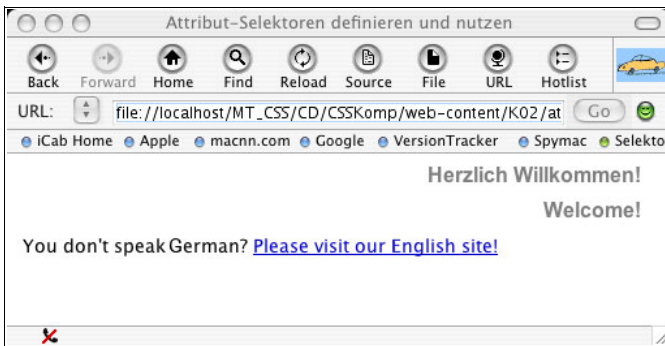 Attribut-Selektoren definieren und nutzen
Back Forward Home Find Reload Source File URL Hotlist
URL: file://localhost/MT_CSS/CD/CSSKomp/web-content/K02/at Go
iCab Home Apple macnn.com Google VersionTracker Spymac Selekto
Herzlich Willkommen!
Welcome!
You don't speak German? Please visit our English site!